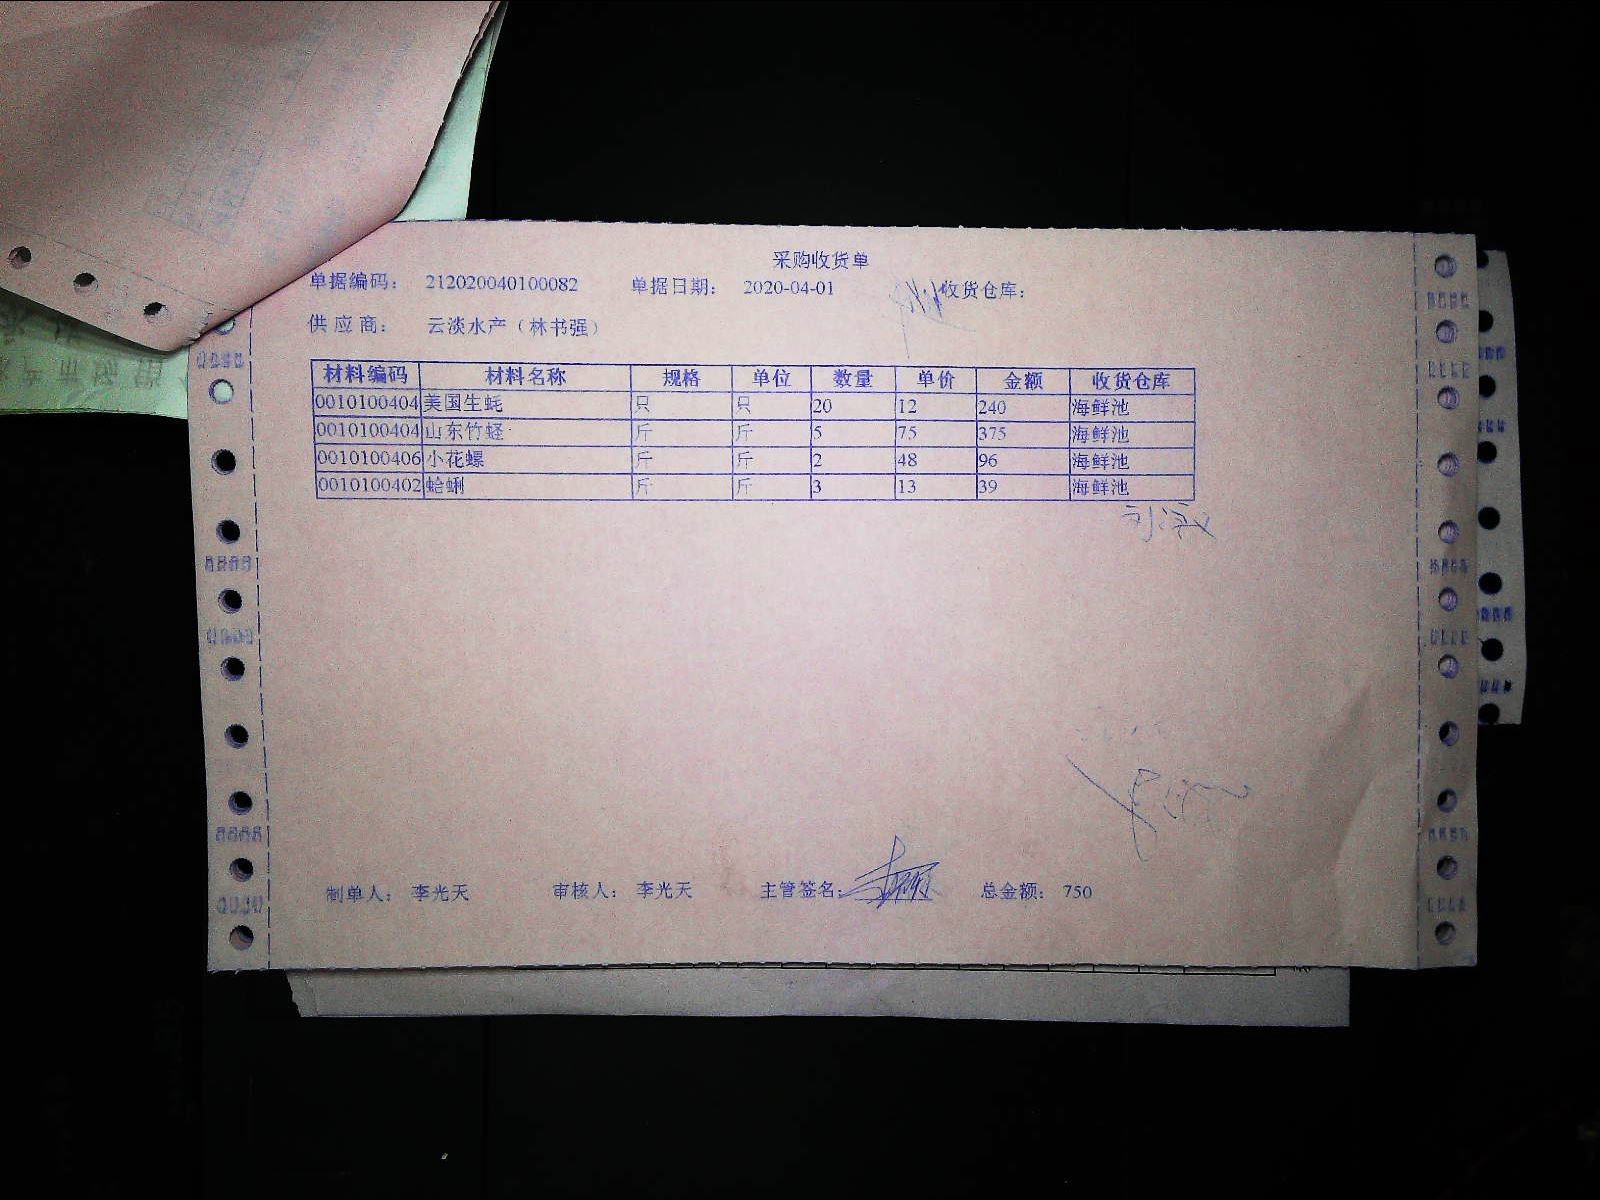 采购收货单
单据编码： 212020040100082 单据日期： 2020-04-01 收货仓库：
供应商： 云淡水产（林书强）
材料编码 材料名称 规格 单位 数量 单价 金额 收货仓库
0010100404 美国生蚝 只 只 20 12 240 海鲜池
0010100404 山东竹蛏 斤 斤 5 75 375 海鲜池
0010100406 小花螺 斤 斤 2 48 96 海鲜池
0010100402 蛤蜊 斤 斤 3 13 39 海鲜池
制单人： 李光天 审核人： 李光天 主管签名： 总金额： 750